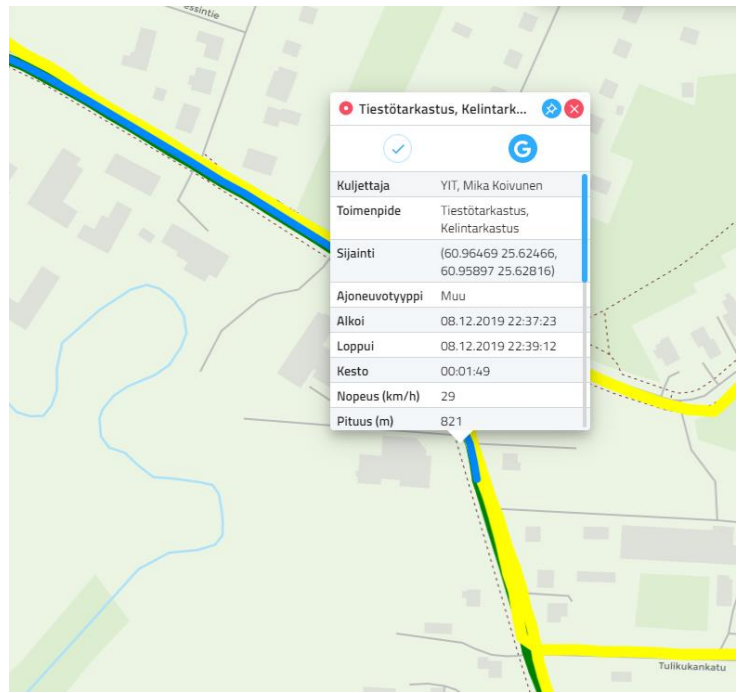 essintie
Tiestötarkastus, Kelintark...
G
Kuljettaja YIT, Mika Koivunen
Toimenpide Tiestötarkastus,
Kelintarkastus
Sijainti (60.96469 25.62466,
60.95897 25.62816)
Ajoneuvotyyppi Muu
Alkoi 08.12.2019 22:37:23
Loppui 08.12.2019 22:39:12
Kesto 00:01:49
Nopeus (km/h) 29
Pituus (m) 821
Tulikukankatu